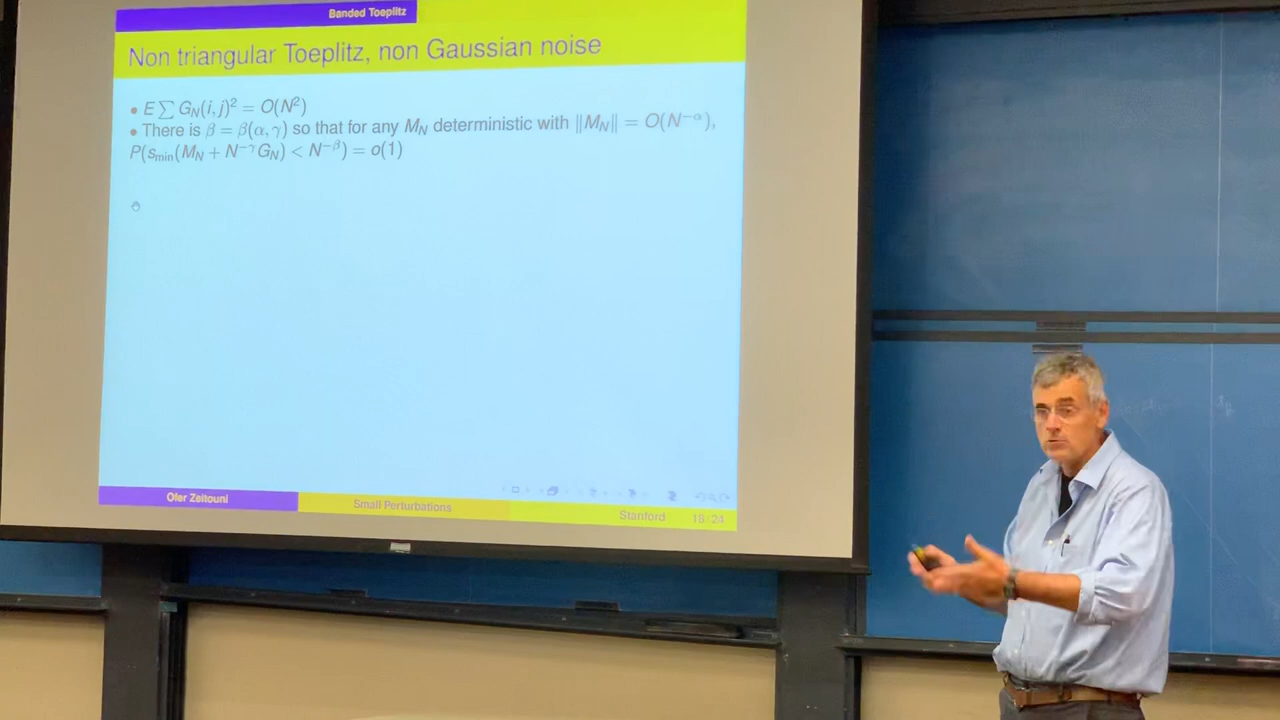 Banded Toeplitz
Non triangular Toeplitz, non Gaussian noise
• E ∑ G_N(i, j)² = O(N²)
• There is β = β(α, γ) so that for any M_N deterministic with ‖M_N‖ = O(N^{-α}),
P(s_min(M_N + N^{-γ}G_N) < N^{-β}) = o(1)
Ofer Zeitouni
Small Perturbations
Stanford
18 24